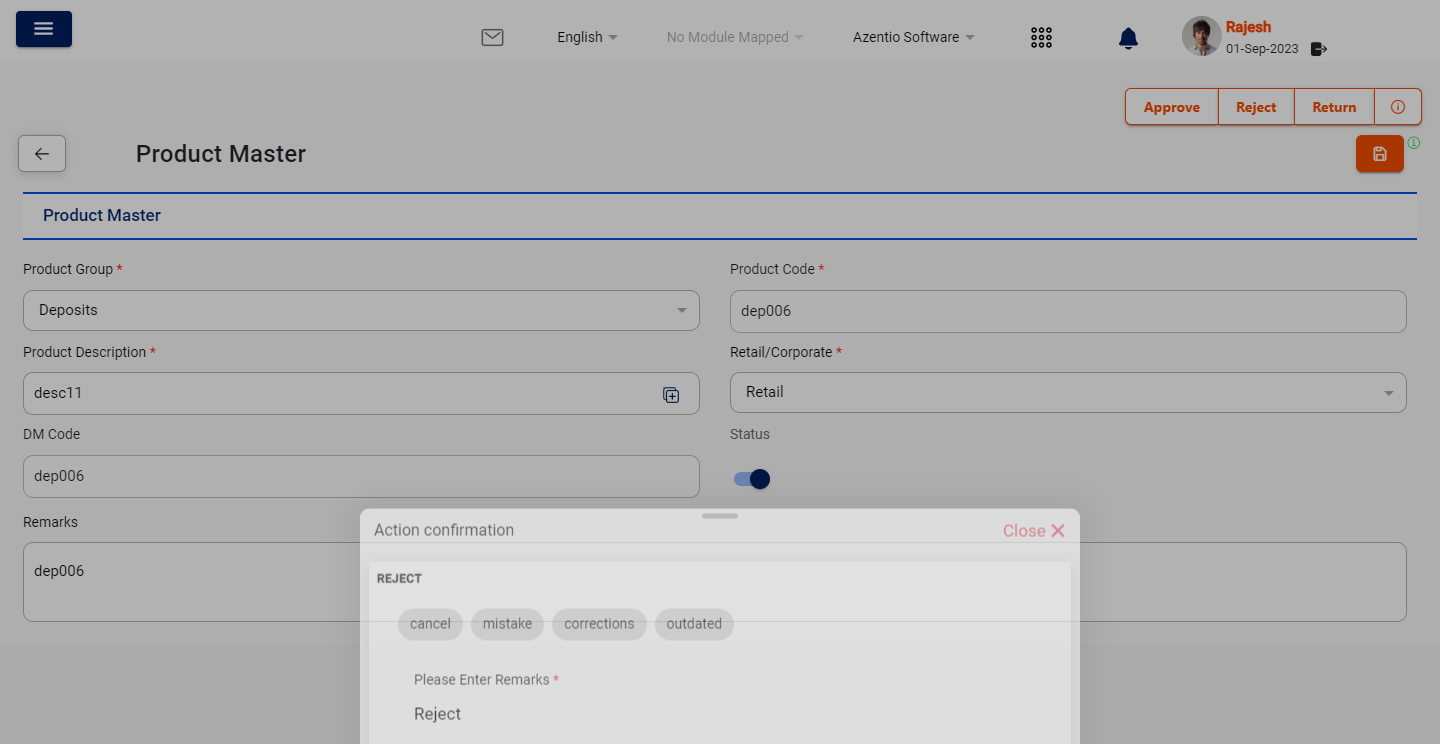 English
No Module Mapped
Azentio Software
Rajesh
01-Sep-2023
Approve
Reject
Return
Product Master
Product Master
Product Group *
Product Code *
Deposits
dep006
Product Description *
Retail/Corporate *
desc11
Retail
DM Code
Status
dep006
Remarks
dep006
Action confirmation
Close
REJECT
cancel
mistake
corrections
outdated
Please Enter Remarks *
Reject